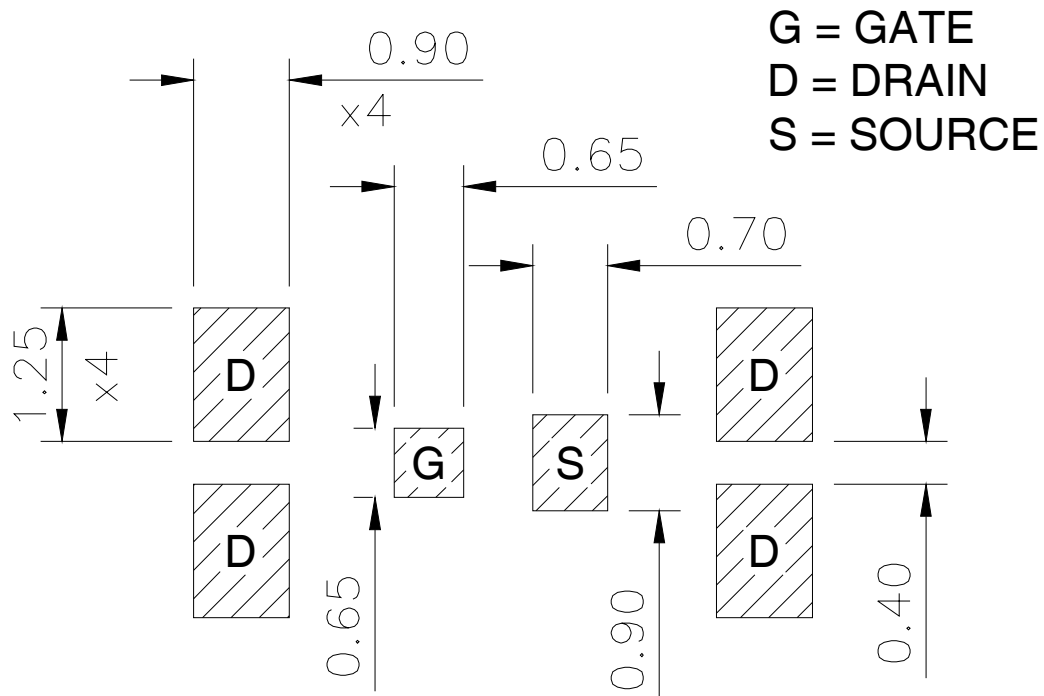 G = GATE
D = DRAIN
S = SOURCE
0.90
x4
0.65
0.70
1.25
x4
D
D
G
S
D
D
0.65
0.90
0.40